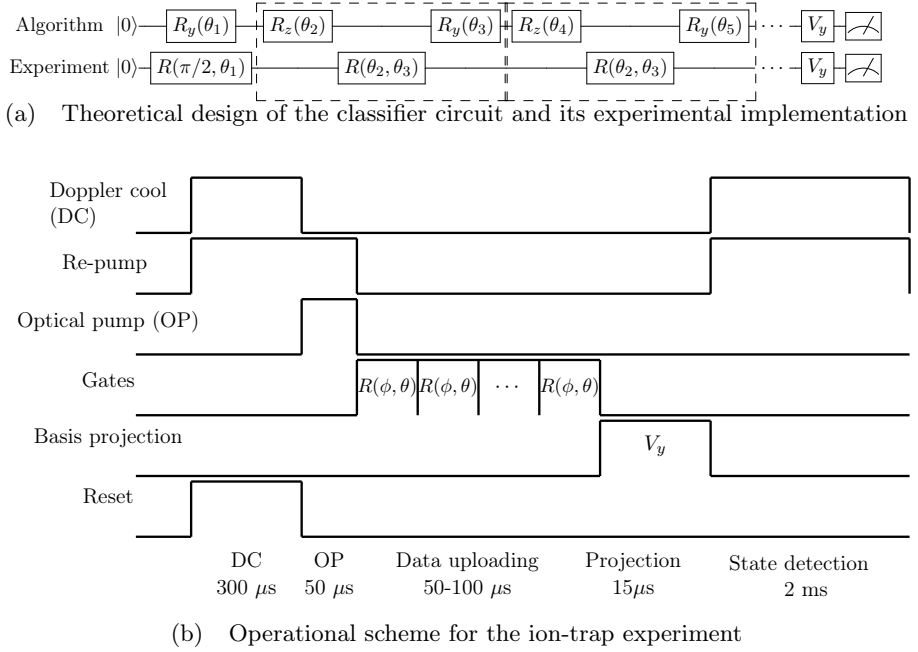 Algorithm |0⟩ R_y(θ_1) R_z(θ_2) R_y(θ_3) R_z(θ_4) R_y(θ_5) ⋯ V_y
Experiment |0⟩ R(π/2, θ_1) R(θ_2, θ_3) R(θ_2, θ_3) ⋯ V_y
(a) Theoretical design of the classifier circuit and its experimental implementation
Doppler cool
(DC)
Re-pump
Optical pump (OP)
Gates R(ϕ, θ) R(ϕ, θ) ⋯ R(ϕ, θ)
Basis projection V_y
Reset
DC OP Data uploading Projection State detection
300 μs 50 μs 50-100 μs 15μs 2 ms
(b) Operational scheme for the ion-trap experiment